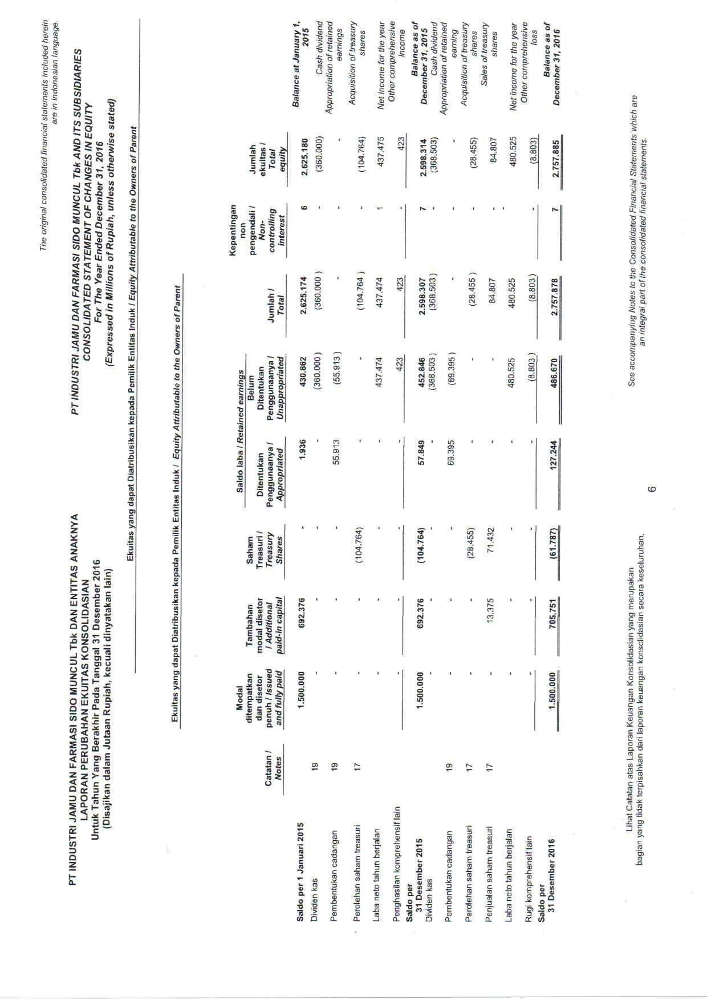 The original consolidated financial statements included herein
are in Indonesian language.
PT INDUSTRI JAMU DAN FARMASI SIDO MUNCUL Tbk DAN ENTITAS ANAKNYA
LAPORAN PERUBAHAN EKUITAS KONSOLIDASIAN
Untuk Tahun Yang Berakhir Pada Tanggal 31 Desember 2016
(Disajikan dalam Jutaan Rupiah, kecuali dinyatakan lain)
PT INDUSTRI JAMU DAN FARMASI SIDO MUNCUL Tbk AND ITS SUBSIDIARIES
CONSOLIDATED STATEMENT OF CHANGES IN EQUITY
For The Year Ended December 31, 2016
(Expressed in Millions of Rupiah, unless otherwise stated)
Ekuitas yang dapat Diatribusikan kepada Pemilik Entitas Induk / Equity Attributable to the Owners of Parent
Ekuitas yang dapat Diatribusikan kepada Pemilik Entitas Induk / Equity Attributable to the Owners of Parent
Catatan /
Notes
Modal
ditempatkan
dan disetor
penuh / Issued
and fully paid
Tambahan
modal disetor
/ Additional
paid-in capital
Saham
Treasuri /
Treasury
Shares
Saldo laba / Retained earnings
Ditentukan
Penggunaanya /
Appropriated
Belum
Ditentukan
Penggunaanya /
Unappropriated
Jumlah /
Total
Kepentingan
non
pengendali /
Non-
controlling
interest
Jumlah
ekuitas /
Total
equity
Saldo per 1 Januari 2015 1.500.000 692.376 - 1.936 430.862 2.625.174 6 2.625.180 Balance at January 1,
2015
Dividen kas 19 - - - - (360.000 ) (360.000 ) - (360.000) Cash dividend
Pembentukan cadangan 19 - - - 55.913 (55.913 ) - - - Appropriation of retained
earnings
Perolehan saham treasuri 17 - - (104.764) - - (104.764 ) - (104.764) Acquisition of treasury
shares
Laba neto tahun berjalan - - - - 437.474 437.474 1 437.475 Net income for the year
Penghasilan komprehensif lain - - - - 423 423 - 423 Other comprehensive
Income
Saldo per
31 Desember 2015 1.500.000 692.376 (104.764) 57.849 452.846 2.598.307 7 2.598.314 Balance as of
December 31, 2015
Dividen kas - - - - (368.503 ) (368.503 ) - (368.503) Cash dividend
Pembentukan cadangan 19 - - - 69.395 (69.395 ) - - - Appropriation of retained
earning
Perolehan saham treasuri 17 - - (28.455) - - (28.455 ) - (28.455) Acquisition of treasury
shares
Penjualan saham treasuri 17 - 13.375 71.432 - - 84.807 - 84.807 Sales of treasury
shares
Laba neto tahun berjalan - - - - 480.525 480.525 - 480.525 Net income for the year
Rugi komprehensif lain - - - - (8.803 ) (8.803 ) - (8.803) Other comprehensive
loss
Saldo per
31 Desember 2016 1.500.000 705.751 (61.787) 127.244 486.670 2.757.878 7 2.757.885 Balance as of
December 31, 2016
Lihat Catatan atas Laporan Keuangan Konsolidasian yang merupakan
bagian yang tidak terpisahkan dari laporan keuangan konsolidasian secara keseluruhan.
See accompanying Notes to the Consolidated Financial Statements which are
an integral part of the consolidated financial statements.
6